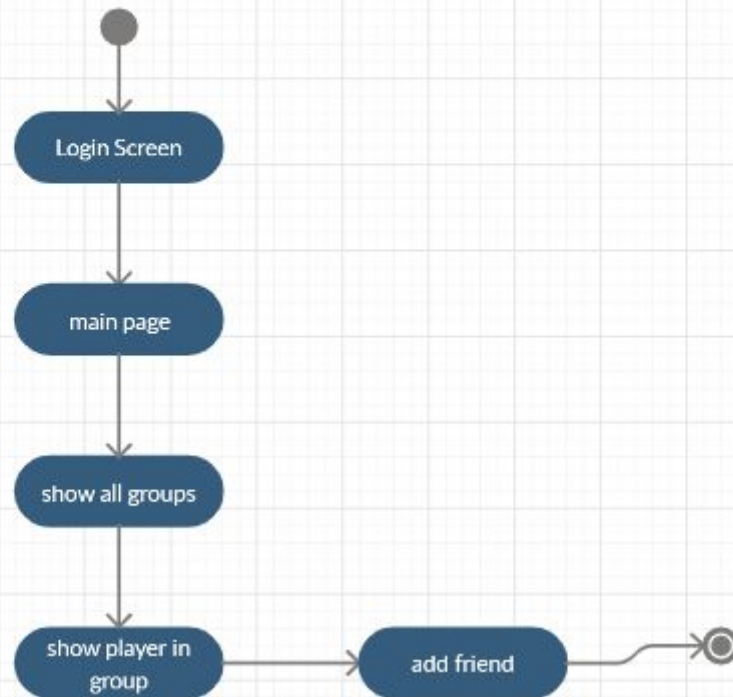 Login Screen
main page
show all groups
show player in
group
add friend